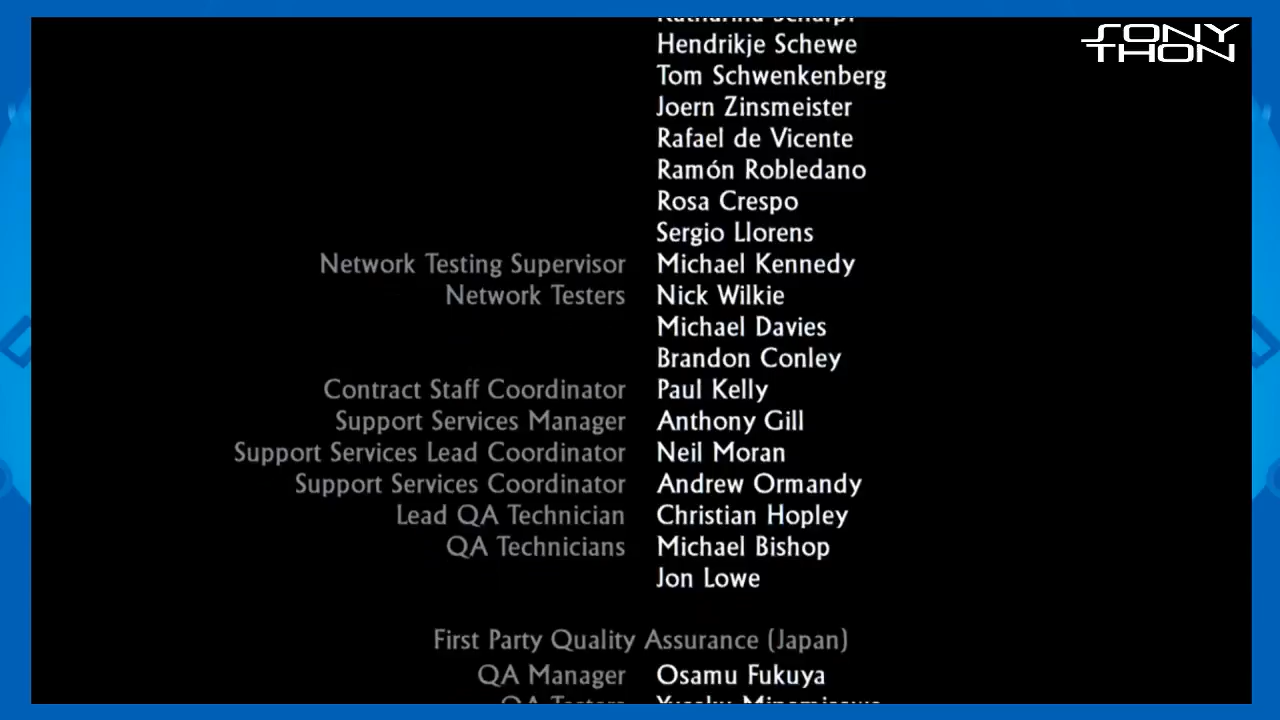 SONY
THON
Hendrikje Schewe
Tom Schwenkenberg
Joern Zinsmeister
Rafael de Vicente
Ramón Robledano
Rosa Crespo
Sergio Llorens
Network Testing Supervisor Michael Kennedy
Network Testers Nick Wilkie
Michael Davies
Brandon Conley
Contract Staff Coordinator Paul Kelly
Support Services Manager Anthony Gill
Support Services Lead Coordinator Neil Moran
Support Services Coordinator Andrew Ormandy
Lead QA Technician Christian Hopley
QA Technicians Michael Bishop
Jon Lowe
First Party Quality Assurance (Japan)
QA Manager Osamu Fukuya
QA Testers